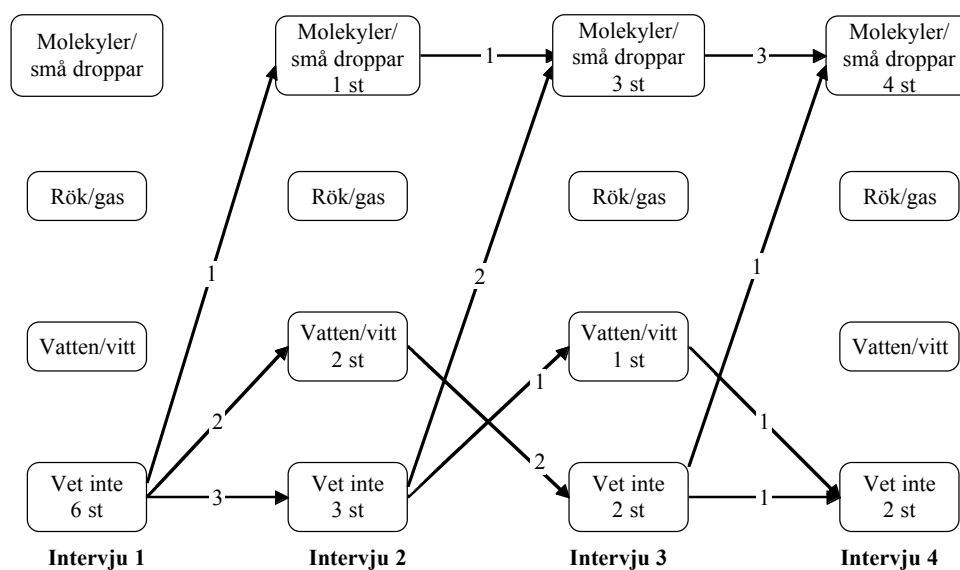 Molekyler/
små droppar
Molekyler/
små droppar
1 st
1
Molekyler/
små droppar
3 st
3
Molekyler/
små droppar
4 st
Rök/gas
Rök/gas
Rök/gas
Rök/gas
1
2
1
Vatten/vitt
Vatten/vitt
2 st
Vatten/vitt
1 st
Vatten/vitt
2
1
2
1
Vet inte
6 st
3
Vet inte
3 st
Vet inte
2 st
1
Vet inte
2 st
Intervju 1
Intervju 2
Intervju 3
Intervju 4